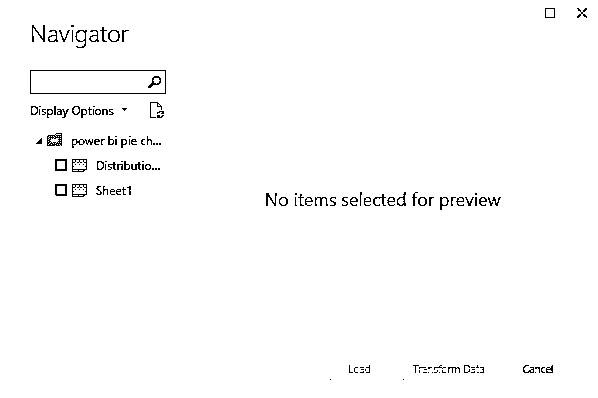 Navigator
Display Options
power bi pie ch...
Distributio...
Sheet1
No items selected for preview
Load
Transform Data
Cancel